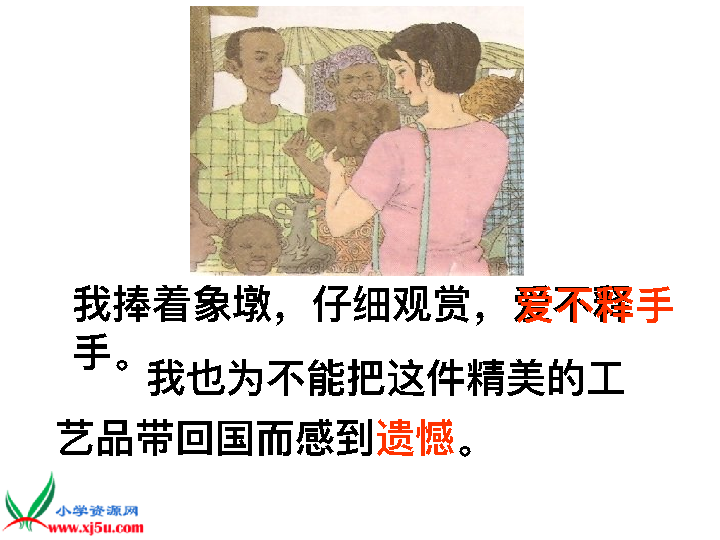 我捧着象墩，仔细观赏，爱不释手
手。
我也为不能把这件精美的工
艺品带回国而感到遗憾。
小学资源网
www.xj5u.com